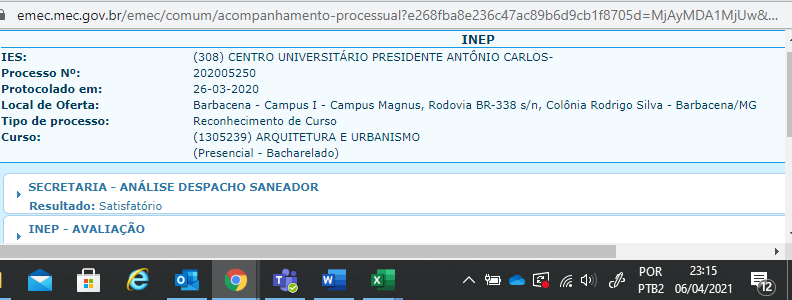 emec.mec.gov.br/emec/comum/acompanhamento-processual?e268fba8e236c47ac89b6d9cb1f8705d=MjAyMDA1MjUw&...
INEP
IES: (308) CENTRO UNIVERSITÁRIO PRESIDENTE ANTÔNIO CARLOS-
Processo Nº: 202005250
Protocolado em: 26-03-2020
Local de Oferta: Barbacena - Campus I - Campus Magnus, Rodovia BR-338 s/n, Colônia Rodrigo Silva - Barbacena/MG
Tipo de processo: Reconhecimento de Curso
Curso: (1305239) ARQUITETURA E URBANISMO
(Presencial - Bacharelado)
SECRETARIA - ANÁLISE DESPACHO SANEADOR
Resultado: Satisfatório
INEP - AVALIAÇÃO
POR 23:15
PTB2 06/04/2021
12